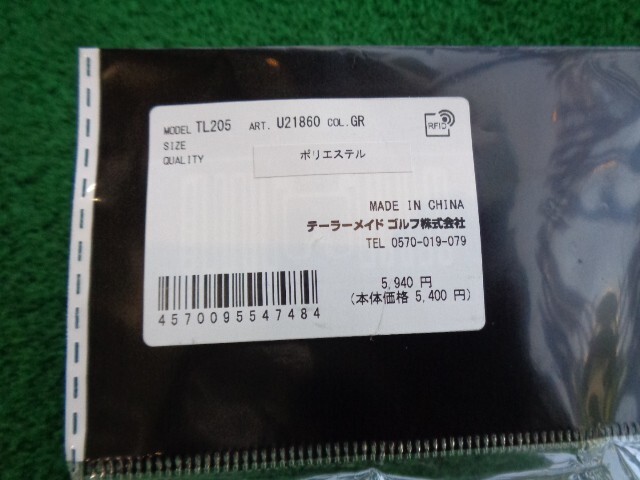 MODEL TL205 ART. U21860 COL. GR
RFID
SIZE
QUALITY
ポリエステル
MADE IN CHINA
テーラーメイド ゴルフ株式会社
TEL 0570-019-079
5,940 円
(本体価格 5,400 円)
4570095547484